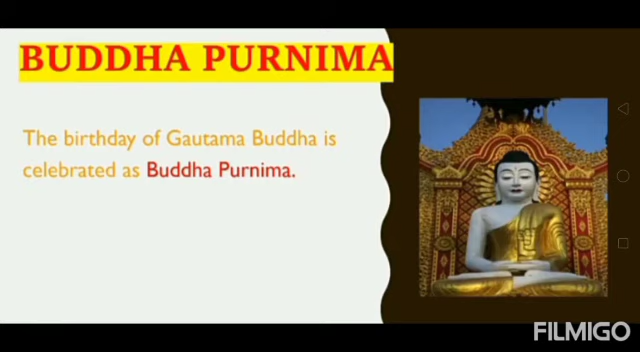 BUDDHA PURNIMA
The birthday of Gautama Buddha is
celebrated as Buddha Purnima.
FILMIGO